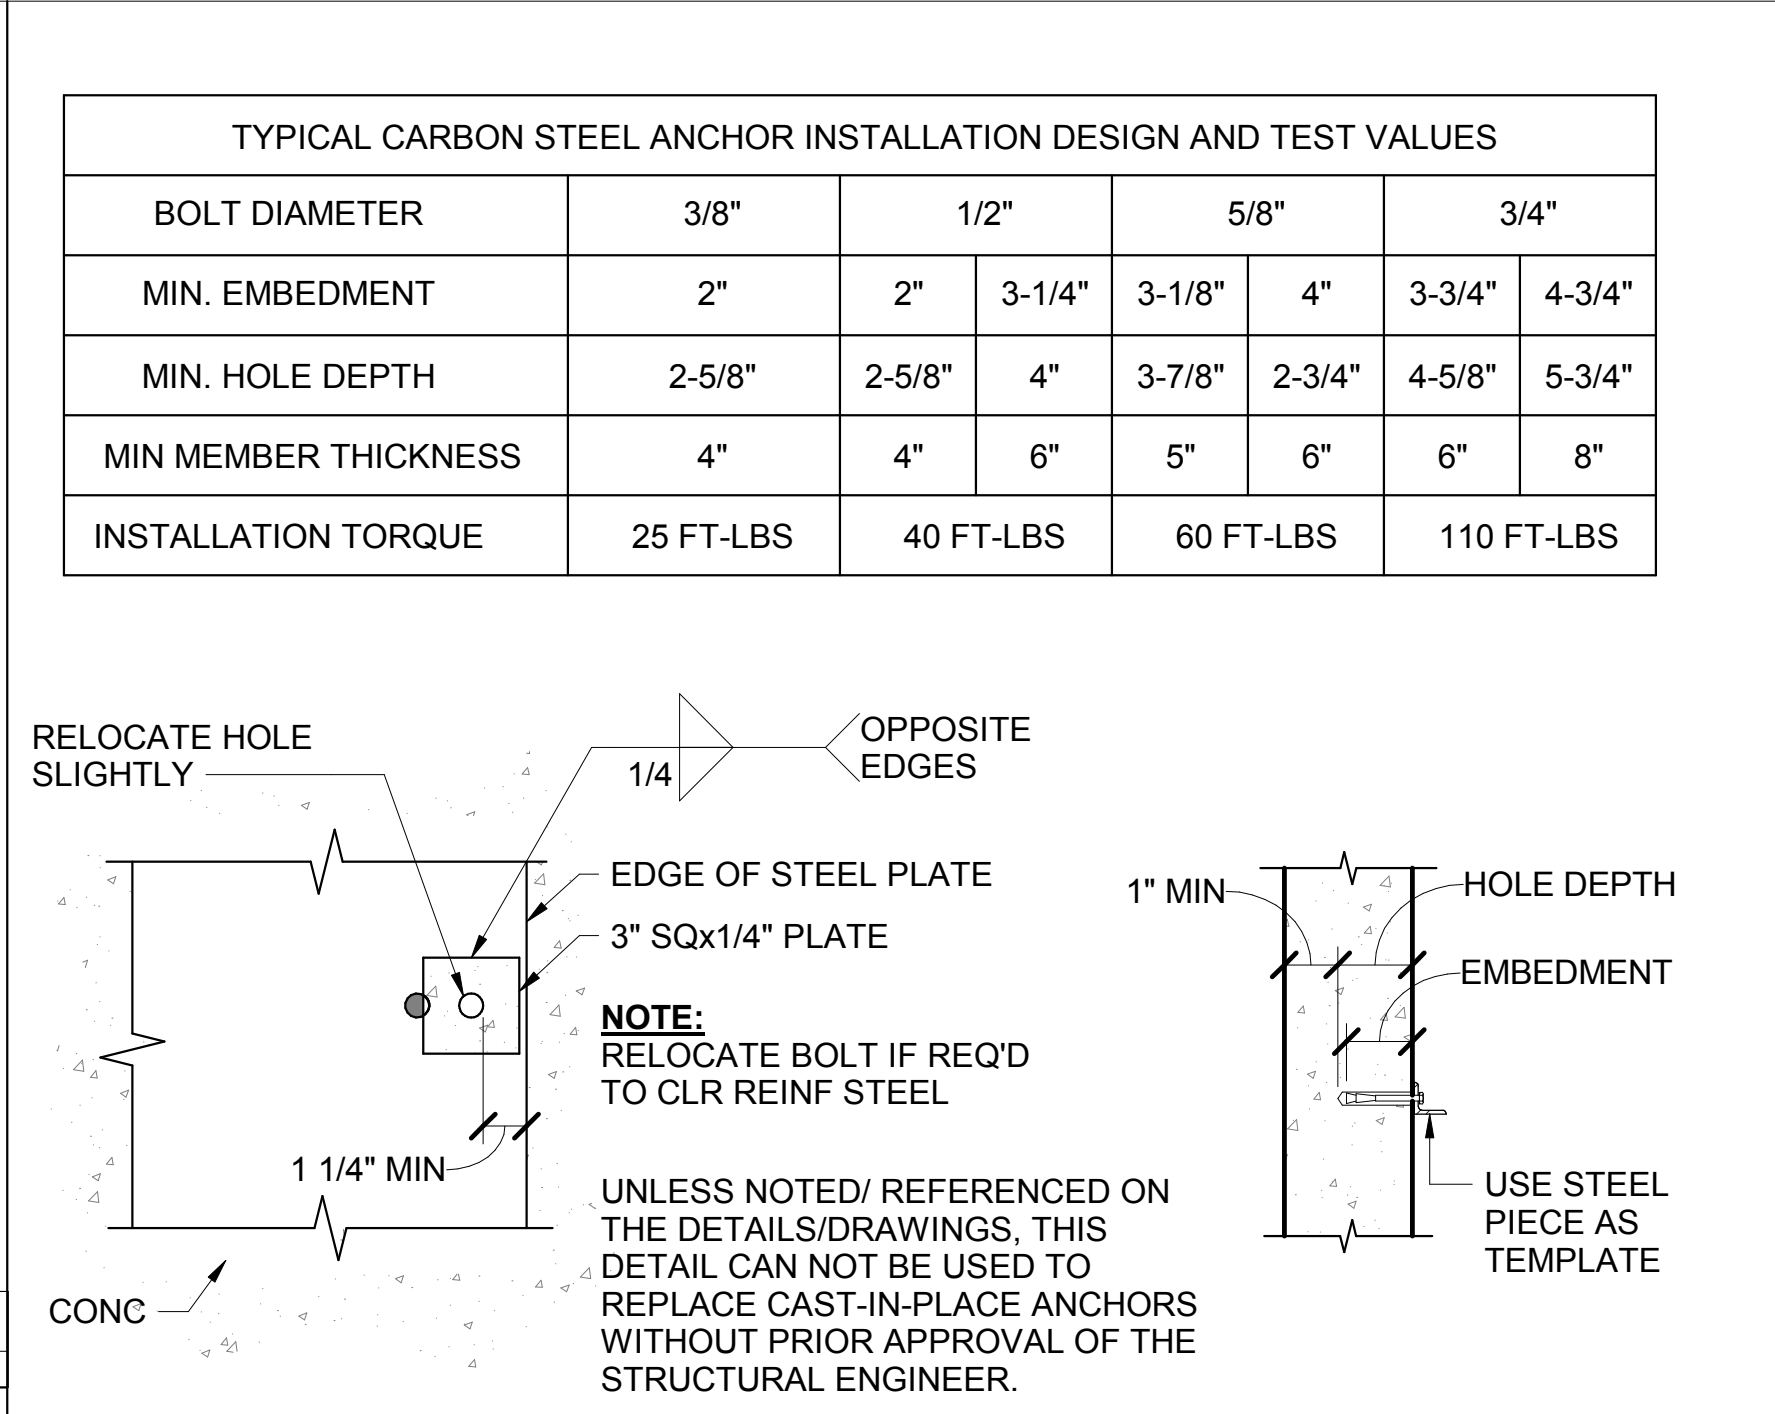 TYPICAL CARBON STEEL ANCHOR INSTALLATION DESIGN AND TEST VALUES
BOLT DIAMETER 3/8" 1/2" 5/8" 3/4"
MIN. EMBEDMENT 2" 2" 3-1/4" 3-1/8" 4" 3-3/4" 4-3/4"
MIN. HOLE DEPTH 2-5/8" 2-5/8" 4" 3-7/8" 2-3/4" 4-5/8" 5-3/4"
MIN MEMBER THICKNESS 4" 4" 6" 5" 6" 6" 8"
INSTALLATION TORQUE 25 FT-LBS 40 FT-LBS 60 FT-LBS 110 FT-LBS
RELOCATE HOLE
SLIGHTLY
1/4
OPPOSITE
EDGES
EDGE OF STEEL PLATE
3" SQx1/4" PLATE
NOTE:
RELOCATE BOLT IF REQ'D
TO CLR REINF STEEL
1 1/4" MIN
UNLESS NOTED/ REFERENCED ON
THE DETAILS/DRAWINGS, THIS
DETAIL CAN NOT BE USED TO
REPLACE CAST-IN-PLACE ANCHORS
WITHOUT PRIOR APPROVAL OF THE
STRUCTURAL ENGINEER.
CONC
1" MIN
HOLE DEPTH
EMBEDMENT
USE STEEL
PIECE AS
TEMPLATE